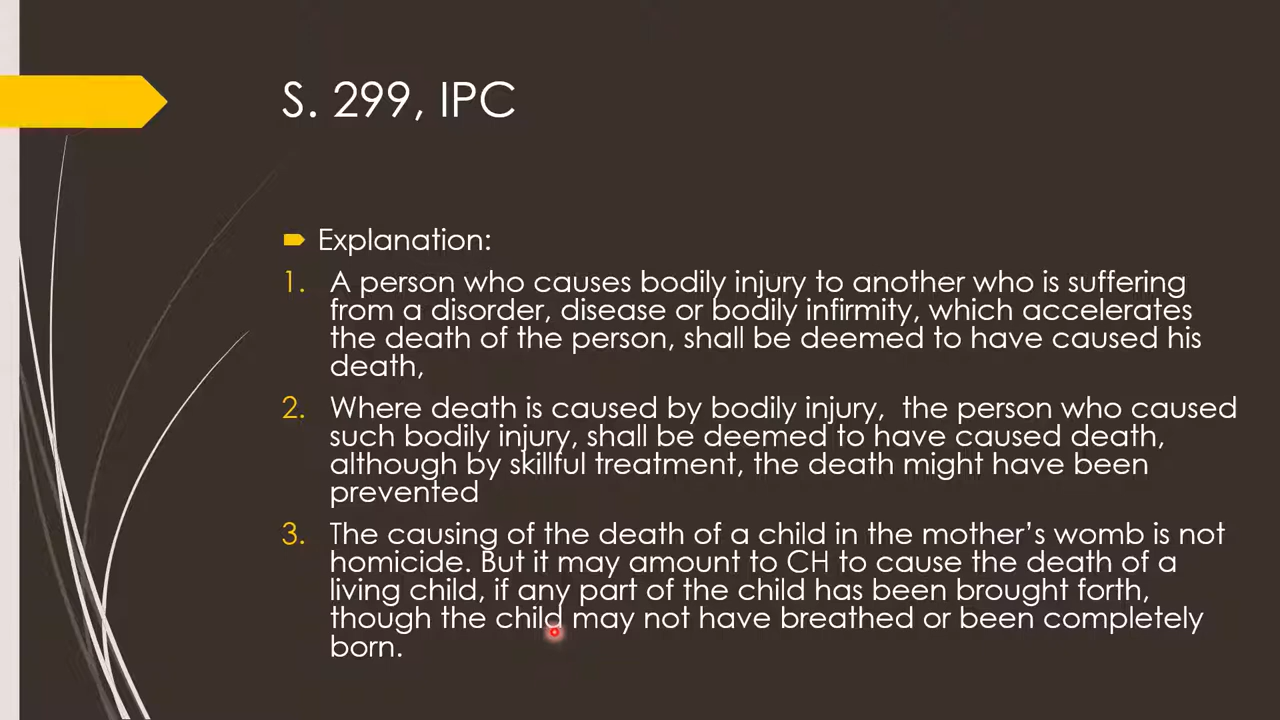 S. 299, IPC
Explanation:
1. A person who causes bodily injury to another who is suffering
from a disorder, disease or bodily infirmity, which accelerates
the death of the person, shall be deemed to have caused his
death,
2. Where death is caused by bodily injury,  the person who caused
such bodily injury, shall be deemed to have caused death,
although by skillful treatment, the death might have been
prevented
3. The causing of the death of a child in the mother’s womb is not
homicide. But it may amount to CH to cause the death of a
living child, if any part of the child has been brought forth,
though the child may not have breathed or been completely
born.